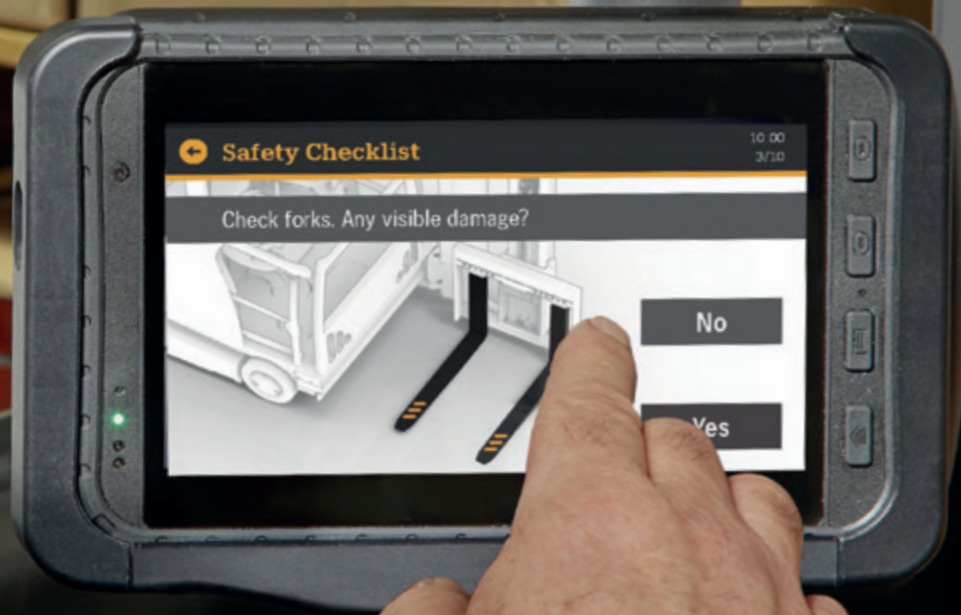 Safety Checklist
10 00
3/10
Check forks. Any visible damage?
No
Yes